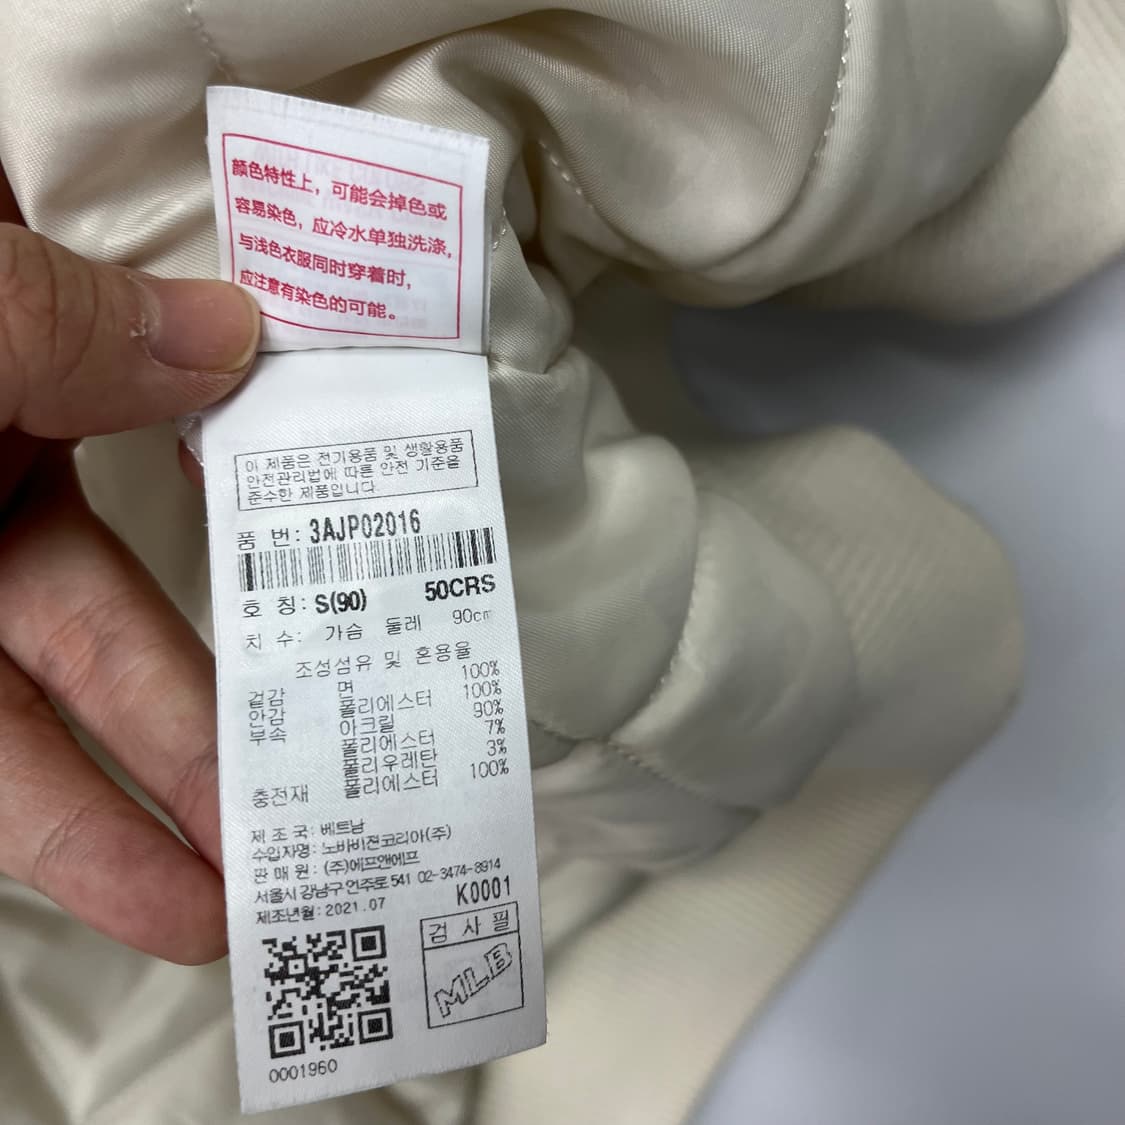 颜色特性上，可能会掉色或
容易染色，应冷水单独洗涤，
与浅色衣服同时穿着时，
应注意有染色的可能。
이 제품은 전기용품 및 생활용품
안전관리법에 따른 안전 기준을
준수한 제품입니다.
품 번: 3AJP02016
호 칭: S(90) 50CRS
치 수: 가슴 둘레 90cm
조성섬유 및 혼용율
겉감 면 100%
안감 폴리에스터 100%
부속 아크릴 90%
폴리에스터 7%
폴리우레탄 3%
충전재 폴리에스터 100%
제 조 국: 베트남
수입자명: 노바비젼코리아(주)
판 매 원: (주)에프앤에프
서울시 강남구 언주로 541 02-3474-8914
제조년월: 2021.07 K0001
검 사 필
MLB
0001960